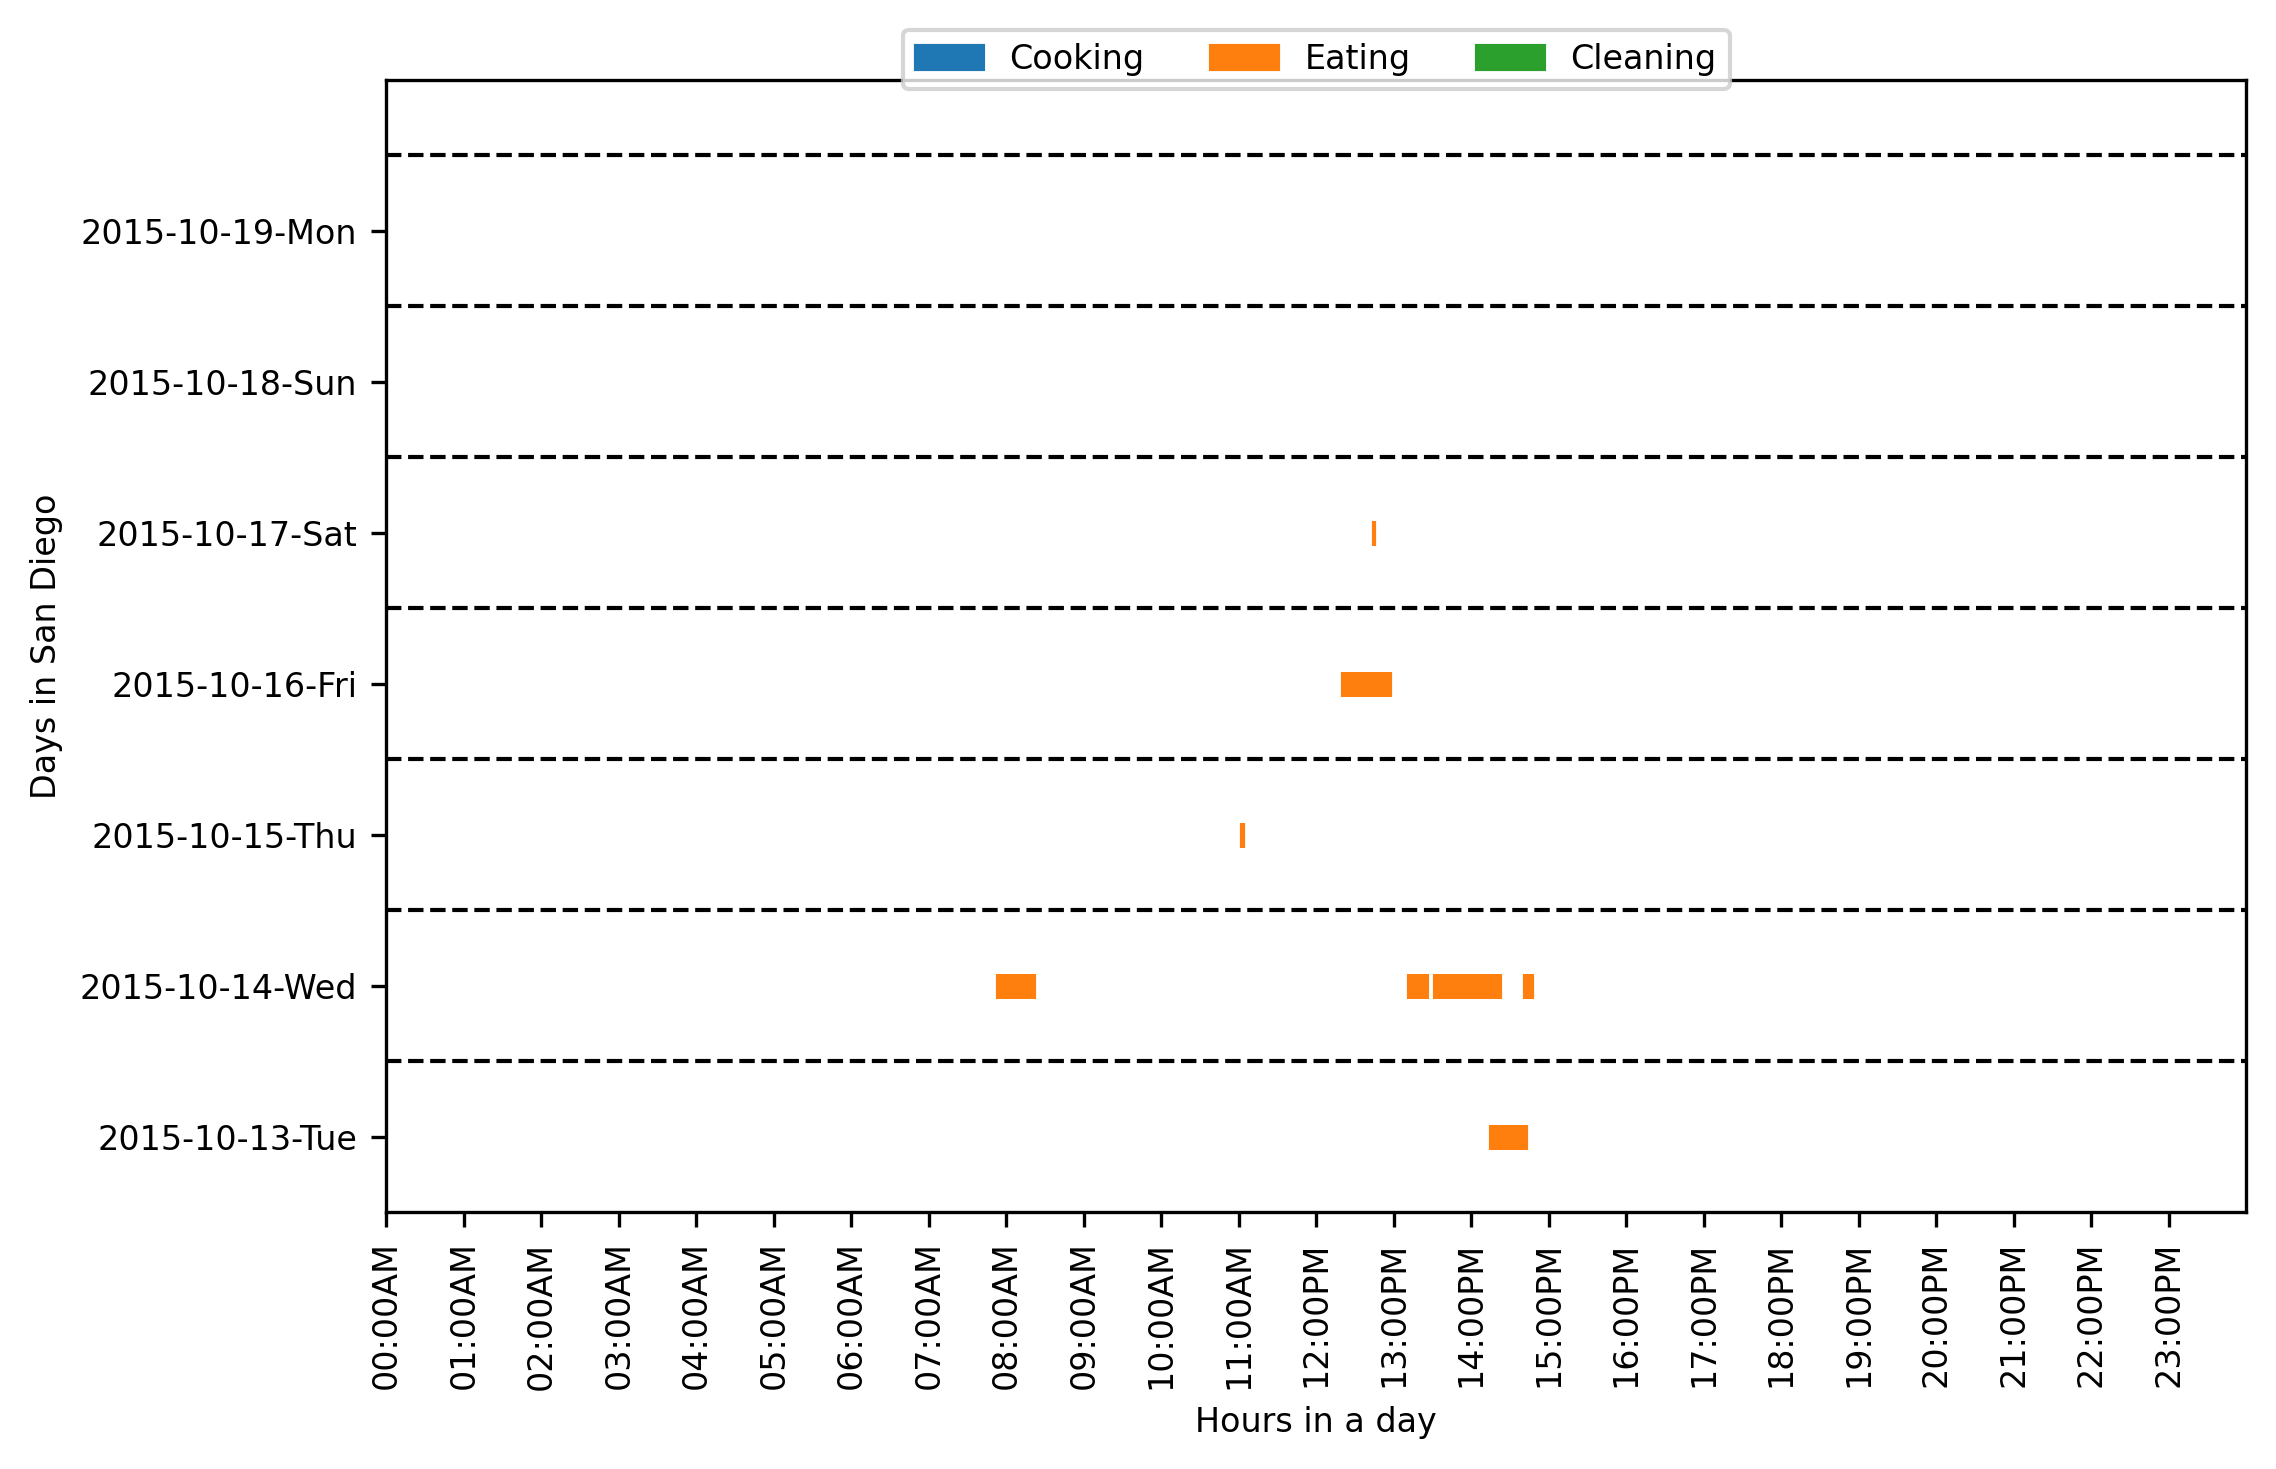 Cooking Eating Cleaning
Days in San Diego
2015-10-19-Mon
2015-10-18-Sun
2015-10-17-Sat
2015-10-16-Fri
2015-10-15-Thu
2015-10-14-Wed
2015-10-13-Tue
00:00AM
01:00AM
02:00AM
03:00AM
04:00AM
05:00AM
06:00AM
07:00AM
08:00AM
09:00AM
10:00AM
11:00AM
12:00PM
13:00PM
14:00PM
15:00PM
16:00PM
17:00PM
18:00PM
19:00PM
20:00PM
21:00PM
22:00PM
23:00PM
Hours in a day